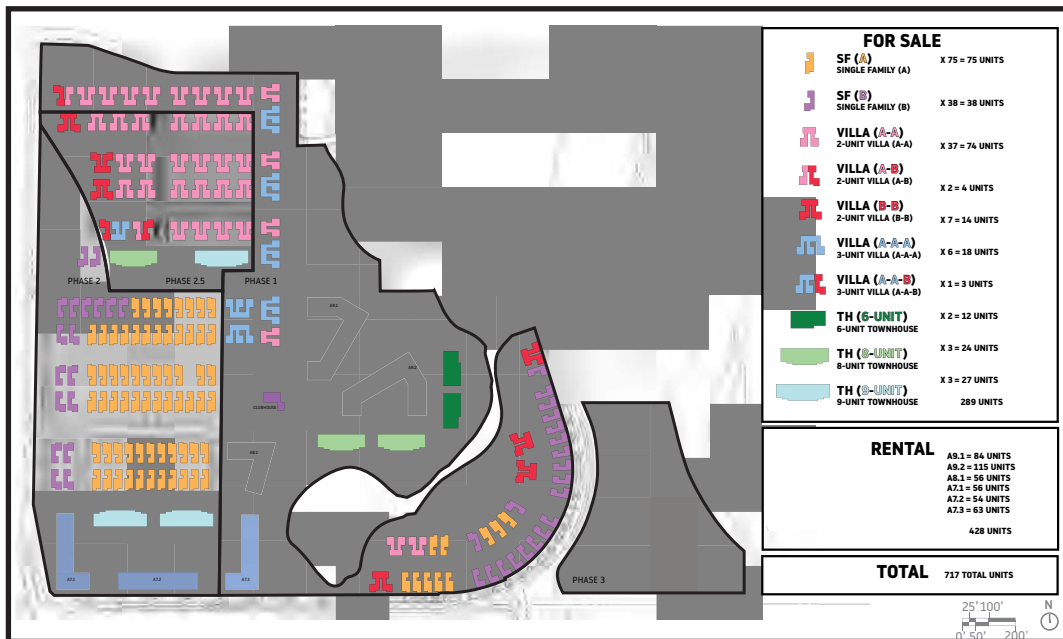 FOR SALE
SF (A)
SINGLE FAMILY (A)
X 75 = 75 UNITS
SF (B)
SINGLE FAMILY (B)
X 38 = 38 UNITS
VILLA (A-A)
2-UNIT VILLA (A-A)
X 37 = 74 UNITS
VILLA (A-B)
2-UNIT VILLA (A-B)
X 2 = 4 UNITS
VILLA (B-B)
2-UNIT VILLA (B-B)
X 7 = 14 UNITS
VILLA (A-A-A)
3-UNIT VILLA (A-A-A)
X 6 = 18 UNITS
VILLA (A-A-B)
3-UNIT VILLA (A-A-B)
X 1 = 3 UNITS
TH (6-UNIT)
6-UNIT TOWNHOUSE
X 2 = 12 UNITS
TH (8-UNIT)
8-UNIT TOWNHOUSE
X 3 = 24 UNITS
TH (9-UNIT)
9-UNIT TOWNHOUSE
X 3 = 27 UNITS
289 UNITS
RENTAL
A9.1 = 84 UNITS
A9.2 = 115 UNITS
A8.1 = 56 UNITS
A7.1 = 56 UNITS
A7.2 = 54 UNITS
A7.3 = 63 UNITS
428 UNITS
TOTAL 717 TOTAL UNITS
PHASE 2
PHASE 2.5
PHASE 1
CLUBHOUSE
A7.2
A7.3
PHASE 3
25' 100'
0' 50' 200'
N